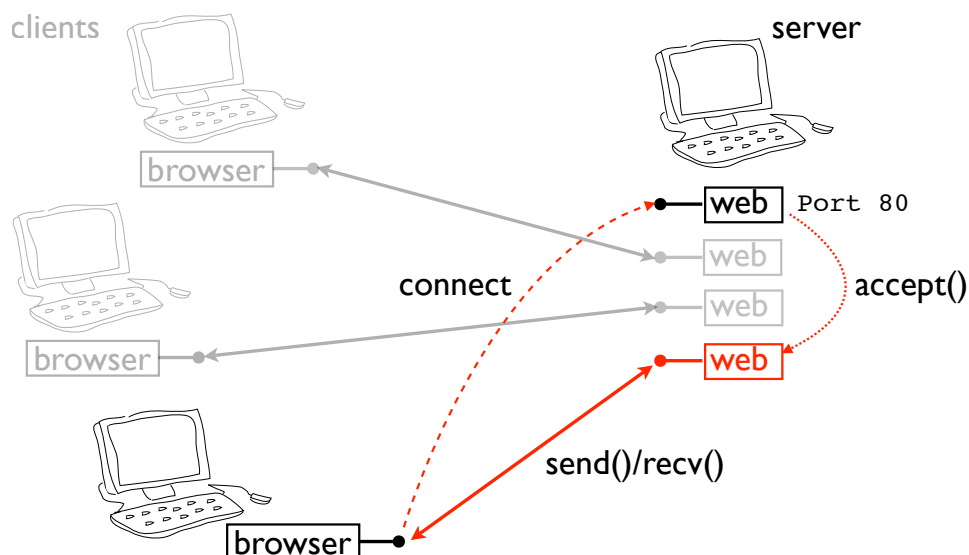 clients
server
browser
web
Port 80
web
connect
accept()
web
browser
web
send()/recv()
browser